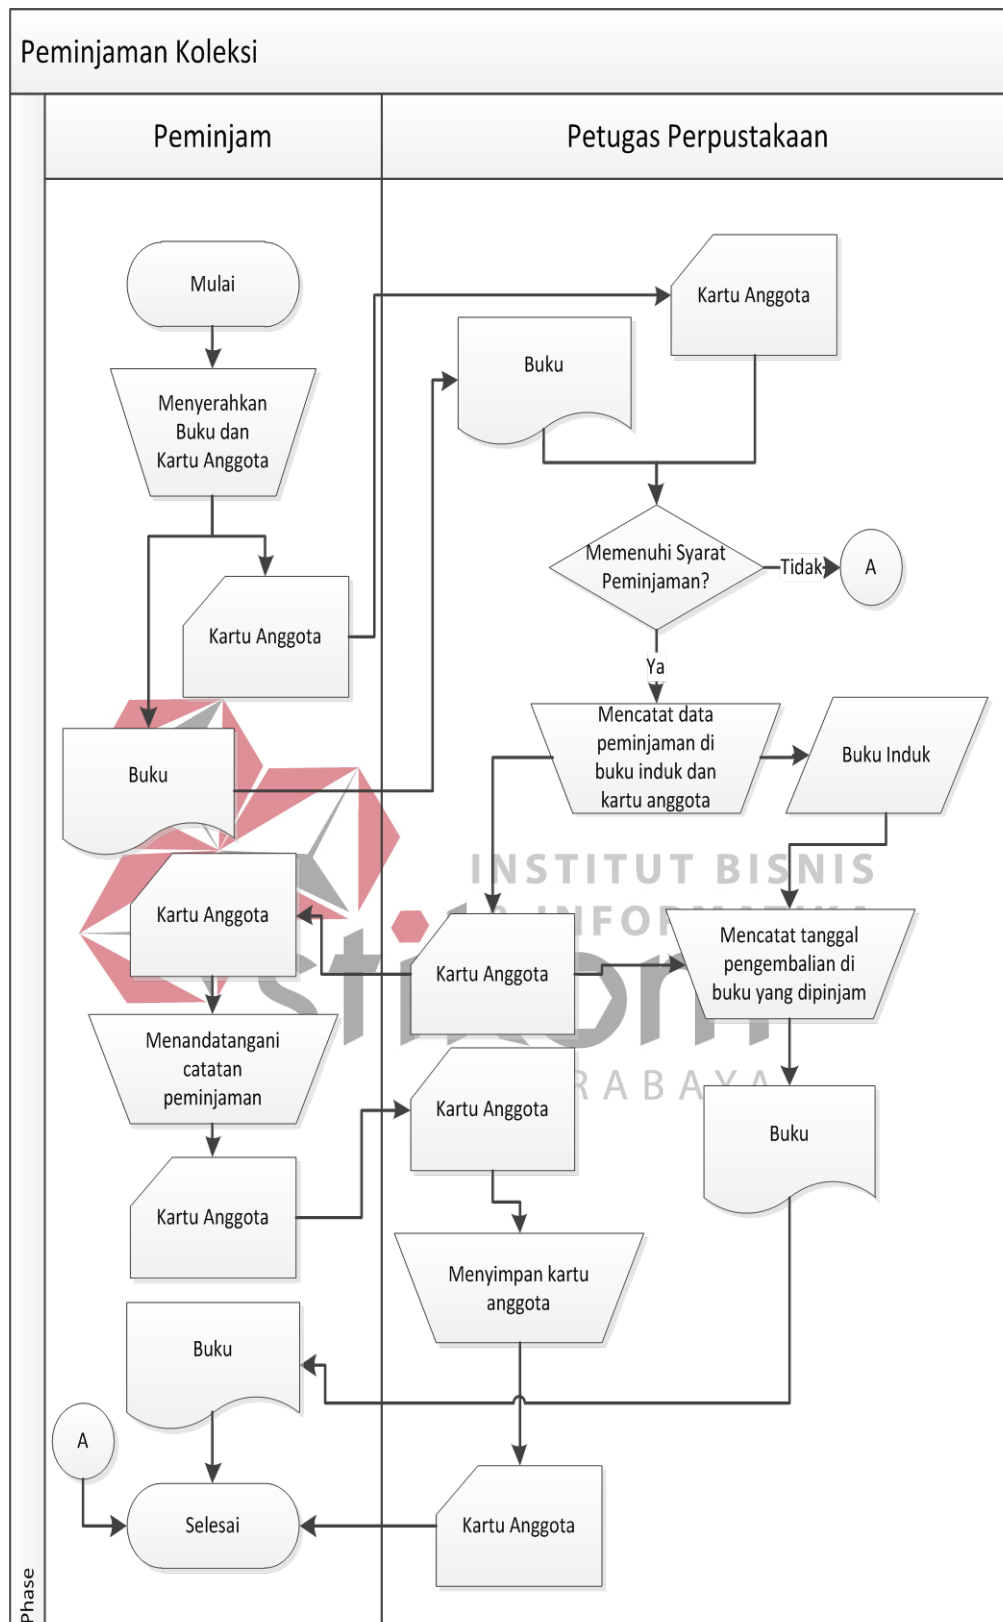 Peminjaman Koleksi
Peminjam
Petugas Perpustakaan
Mulai
Kartu Anggota
Buku
Menyerahkan
Buku dan
Kartu Anggota
Memenuhi Syarat
Peminjaman?
Tidak
A
Kartu Anggota
Ya
Mencatat data
peminjaman di
buku induk dan
kartu anggota
Buku Induk
Buku
INSTITUT BISNIS
INFORMATIKA
stikom
SURABAYA
Kartu Anggota
Kartu Anggota
Mencatat tanggal
pengembalian di
buku yang dipinjam
Menandatangani
catatan
peminjaman
Kartu Anggota
Buku
Kartu Anggota
Menyimpan kartu
anggota
Buku
A
Selesai
Kartu Anggota
Phase